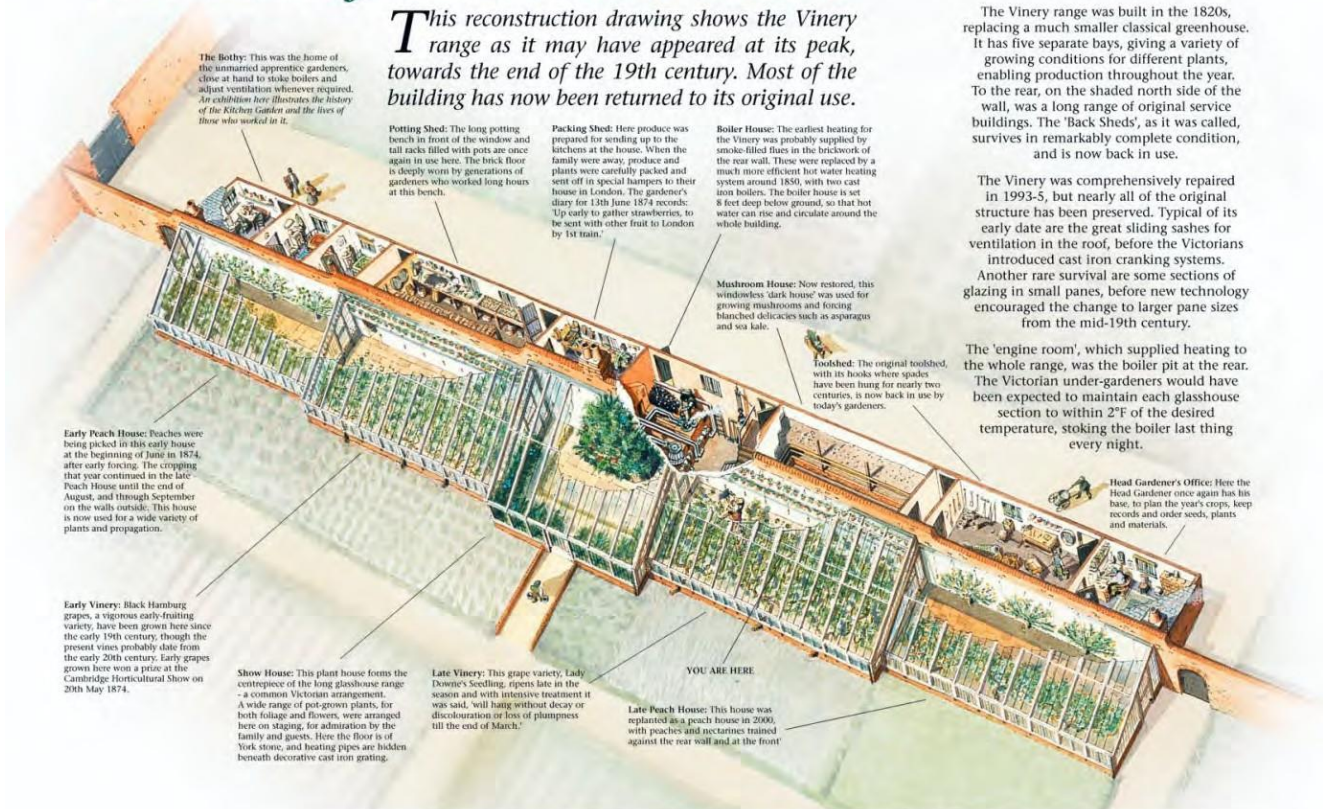 This reconstruction drawing shows the Vinery
range as it may have appeared at its peak,
towards the end of the 19th century. Most of the
building has now been returned to its original use.
The Vinery range was built in the 1820s,
replacing a much smaller classical greenhouse.
It has five separate bays, giving a variety of
growing conditions for different plants,
enabling production throughout the year.
To the rear, on the shaded north side of the
wall, was a long range of original service
buildings. The 'Back Sheds', as it was called,
survives in remarkably complete condition,
and is now back in use.
The Vinery was comprehensively repaired
in 1993-5, but nearly all of the original
structure has been preserved. Typical of its
early date are the great sliding sashes for
ventilation in the roof, before the Victorians
introduced cast iron cranking systems.
Another rare survival are some sections of
glazing in small panes, before new technology
encouraged the change to larger pane sizes
from the mid-19th century.
The 'engine room', which supplied heating to
the whole range, was the boiler pit at the rear.
The Victorian under-gardeners would have
been expected to maintain each glasshouse
section to within 2°F of the desired
temperature, stoking the boiler last thing
every night.
The Bothy: This was the home of
the unmarried apprentice gardeners,
close at hand to stoke boilers and
adjust ventilation whenever required.
An exhibition here illustrates the history
of the Kitchen Garden and the lives of
those who worked in it.
Potting Shed: The long potting
bench in front of the window and
tall racks filled with pots are once
again in use here. The brick floor
is deeply worn by generations of
gardeners who worked long hours
at this bench.
Packing Shed: Here produce was
prepared for sending up to the
kitchens at the house. When the
family were away, produce and
plants were carefully packed and
sent off in special hampers to their
house in London. The gardener's
diary for 13th June 1874 records:
'Up early to gather strawberries, to
be sent with other fruit to London
by 1st train.'
Boiler House: The earliest heating for
the Vinery was probably supplied by
smoke-filled flues in the brickwork of
the rear wall. These were replaced by a
much more efficient hot water heating
system around 1850, with two cast
iron boilers. The boiler house is set
8 feet deep below ground, so that hot
water can rise and circulate around the
whole building.
Mushroom House: Now restored, this
windowless 'dark house' was used for
growing mushrooms and forcing
blanched delicacies such as asparagus
and sea kale.
Toolshed: The original toolshed,
with its hooks where spades
have been hung for nearly two
centuries, is now back in use by
today's gardeners.
Head Gardener's Office: Here the
Head Gardener once again has his
base, to plan the year's crops, keep
records and order seeds, plants
and materials.
Early Peach House: Peaches were
being picked in this early house
at the beginning of June in 1874,
after early forcing. The cropping
that year continued in the late
Peach House until the end of
August, and through September
on the walls outside. This house
is now used for a wide variety of
plants and propagation.
Early Vinery: Black Hamburg
grapes, a vigorous early-fruiting
variety, have been grown here since
the early 19th century, though the
present vines probably date from
the early 20th century. Early grapes
grown here won a prize at the
Cambridge Horticultural Show on
20th May 1874.
Show House: This plant house forms the
centrepiece of the long glasshouse range
- a common Victorian arrangement.
A wide range of pot-grown plants, for
both foliage and flowers, were arranged
here on staging, for admiration by the
family and guests. Here the floor is of
York stone, and heating pipes are hidden
beneath decorative cast iron grating.
Late Vinery: This grape variety, Lady
Downe's Seedling, ripens late in the
season and with intensive treatment it
was said, 'will hang without decay or
discolouration or loss of plumpness
till the end of March.'
YOU ARE HERE
Late Peach House: This house was
replanted as a peach house in 2000,
with peaches and nectarines trained
against the rear wall and at the front'